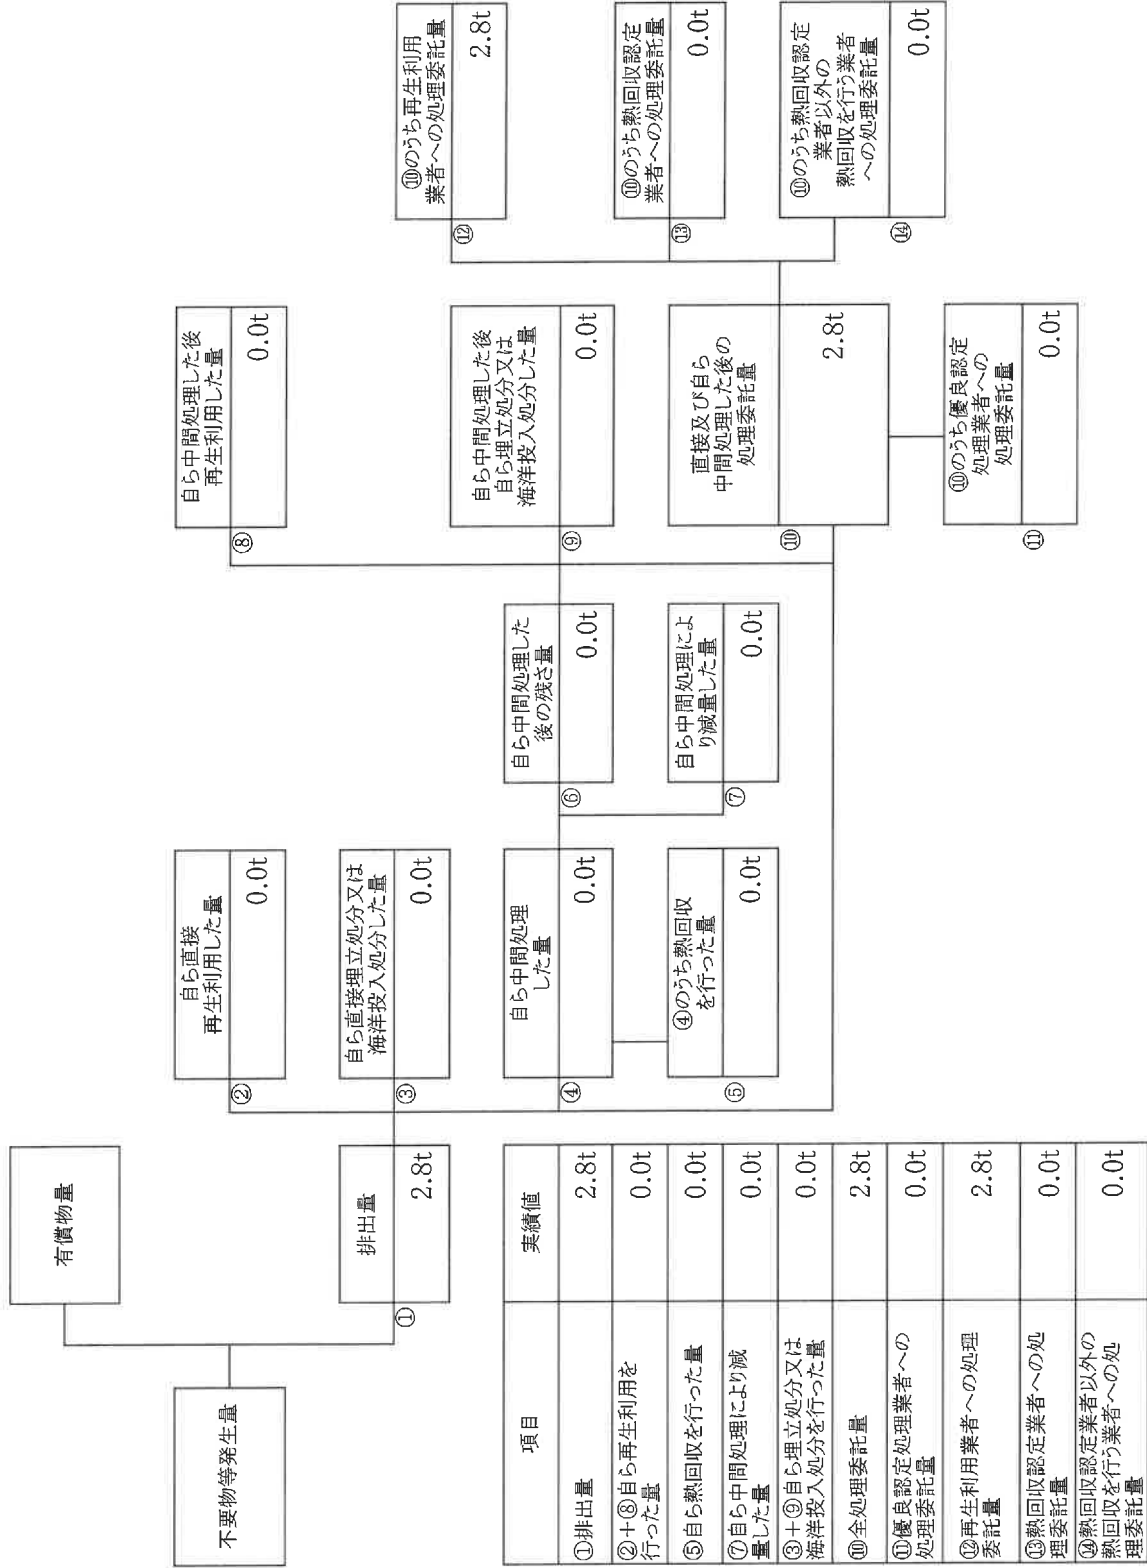 有償物量
不要物等発生量
排出量
①
2.8t
自ら直接
再生利用した量
②
0.0t
自ら直接埋立処分又は
海洋投入処分した量
③
0.0t
自ら中間処理
した量
④
0.0t
④のうち熱回収
を行った量
⑤
0.0t
自ら中間処理した
後の残さ量
⑥
0.0t
自ら中間処理によ
り減量した量
⑦
0.0t
自ら中間処理した後
再生利用した量
⑧
0.0t
自ら中間処理した後
自ら埋立処分又は
海洋投入処分した量
⑨
0.0t
直接及び自ら
中間処理した後の
処理委託量
⑩
2.8t
⑩のうち優良認定
処理業者への
処理委託量
⑪
0.0t
⑩のうち再生利用
業者への処理委託量
⑫
2.8t
⑩のうち熱回収認定
業者への処理委託量
⑬
0.0t
⑩のうち熱回収認定
業者以外の
熱回収を行う業者
への処理委託量
⑭
0.0t
項目 実績値
①排出量 2.8t
②＋⑧自ら再生利用を
行った量 0.0t
⑤自ら熱回収を行った量 0.0t
⑦自ら中間処理により減
量した量 0.0t
③＋⑨自ら埋立処分又は
海洋投入処分を行った量 0.0t
⑩全処理委託量 2.8t
⑪優良認定処理業者への
処理委託量 0.0t
⑫再生利用業者への処理
委託量 2.8t
⑬熱回収認定業者への処
理委託量 0.0t
⑭熱回収認定業者以外の
熱回収を行う業者への処
理委託量 0.0t